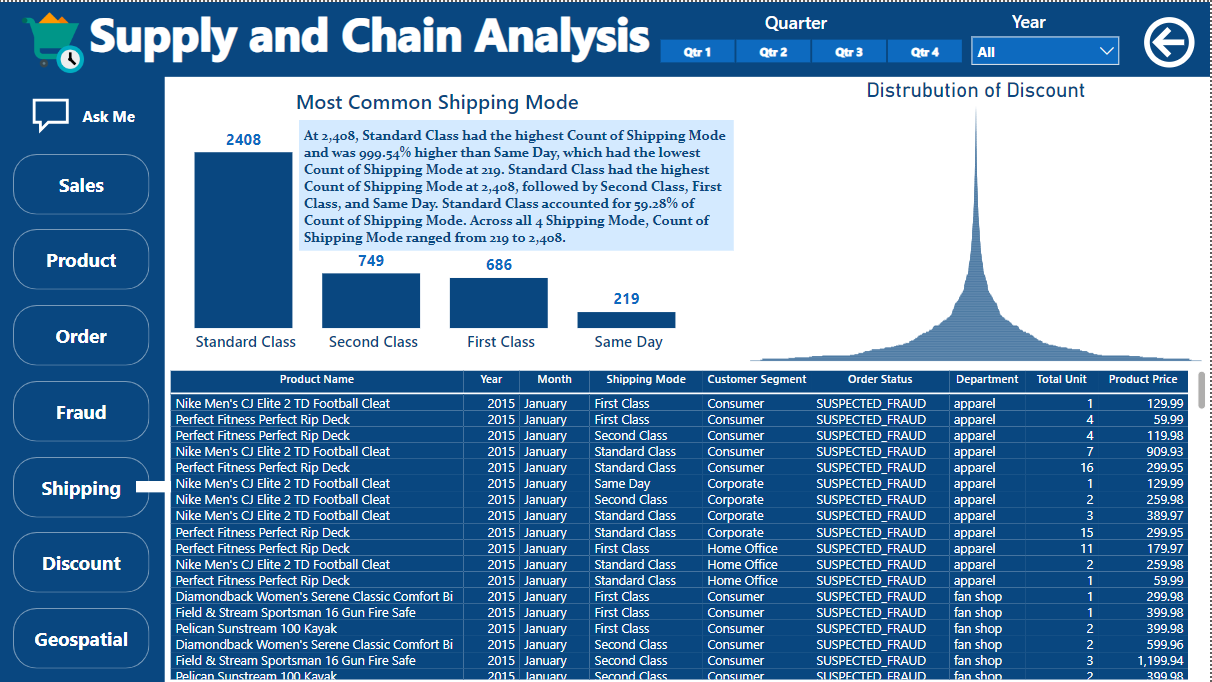 Supply and Chain Analysis
Quarter
Qtr 1 Qtr 2 Qtr 3 Qtr 4
Year
All
Ask Me
Sales
Product
Order
Fraud
Shipping
Discount
Geospatial
Most Common Shipping Mode
At 2,408, Standard Class had the highest Count of Shipping Mode
and was 999.54% higher than Same Day, which had the lowest
Count of Shipping Mode at 219. Standard Class had the highest
Count of Shipping Mode at 2,408, followed by Second Class, First
Class, and Same Day. Standard Class accounted for 59.28% of
Count of Shipping Mode. Across all 4 Shipping Mode, Count of
Shipping Mode ranged from 219 to 2,408.
2408
749
686
219
Standard Class Second Class First Class Same Day
Distrubution of Discount
Product Name Year Month Shipping Mode Customer Segment Order Status Department Total Unit Product Price
Nike Men's CJ Elite 2 TD Football Cleat 2015 January First Class Consumer SUSPECTED_FRAUD apparel 1 129.99
Perfect Fitness Perfect Rip Deck 2015 January First Class Consumer SUSPECTED_FRAUD apparel 4 59.99
Perfect Fitness Perfect Rip Deck 2015 January Second Class Consumer SUSPECTED_FRAUD apparel 4 119.98
Nike Men's CJ Elite 2 TD Football Cleat 2015 January Standard Class Consumer SUSPECTED_FRAUD apparel 7 909.93
Perfect Fitness Perfect Rip Deck 2015 January Standard Class Consumer SUSPECTED_FRAUD apparel 16 299.95
Nike Men's CJ Elite 2 TD Football Cleat 2015 January Same Day Corporate SUSPECTED_FRAUD apparel 1 129.99
Nike Men's CJ Elite 2 TD Football Cleat 2015 January Second Class Corporate SUSPECTED_FRAUD apparel 2 259.98
Nike Men's CJ Elite 2 TD Football Cleat 2015 January Standard Class Corporate SUSPECTED_FRAUD apparel 3 389.97
Perfect Fitness Perfect Rip Deck 2015 January Standard Class Corporate SUSPECTED_FRAUD apparel 15 299.95
Perfect Fitness Perfect Rip Deck 2015 January First Class Home Office SUSPECTED_FRAUD apparel 11 179.97
Nike Men's CJ Elite 2 TD Football Cleat 2015 January Standard Class Home Office SUSPECTED_FRAUD apparel 2 259.98
Perfect Fitness Perfect Rip Deck 2015 January Standard Class Home Office SUSPECTED_FRAUD apparel 1 59.99
Diamondback Women's Serene Classic Comfort Bi 2015 January First Class Consumer SUSPECTED_FRAUD fan shop 1 299.98
Field & Stream Sportsman 16 Gun Fire Safe 2015 January First Class Consumer SUSPECTED_FRAUD fan shop 1 399.98
Pelican Sunstream 100 Kayak 2015 January First Class Consumer SUSPECTED_FRAUD fan shop 2 399.98
Diamondback Women's Serene Classic Comfort Bi 2015 January Second Class Consumer SUSPECTED_FRAUD fan shop 2 599.96
Field & Stream Sportsman 16 Gun Fire Safe 2015 January Second Class Consumer SUSPECTED_FRAUD fan shop 3 1,199.94
Pelican Sunstream 100 Kayak 2015 January Second Class Consumer SUSPECTED_FRAUD fan shop 2 399.98